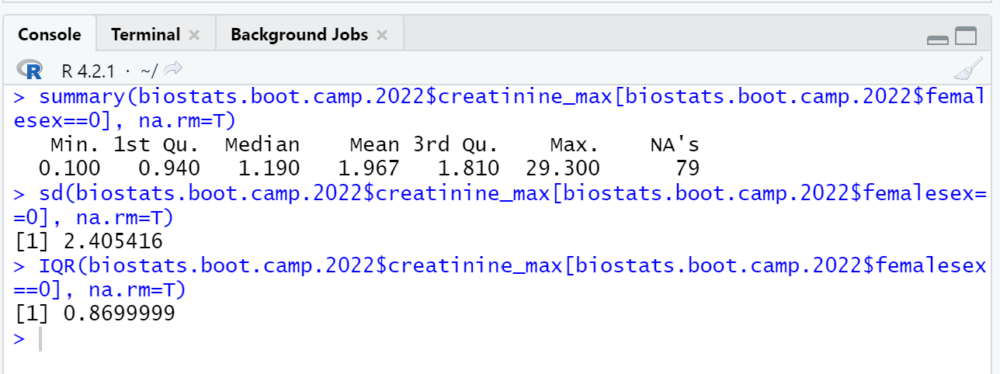 Console Terminal × Background Jobs ×
R R 4.2.1 · ~/
> summary(biostats.boot.camp.2022$creatinine_max[biostats.boot.camp.2022$femal
esex==0], na.rm=T)
   Min. 1st Qu.  Median    Mean 3rd Qu.    Max.    NA's
  0.100   0.940   1.190   1.967   1.810  29.300      79
> sd(biostats.boot.camp.2022$creatinine_max[biostats.boot.camp.2022$femalesex=
=0], na.rm=T)
[1] 2.405416
> IQR(biostats.boot.camp.2022$creatinine_max[biostats.boot.camp.2022$femalesex
==0], na.rm=T)
[1] 0.8699999
>